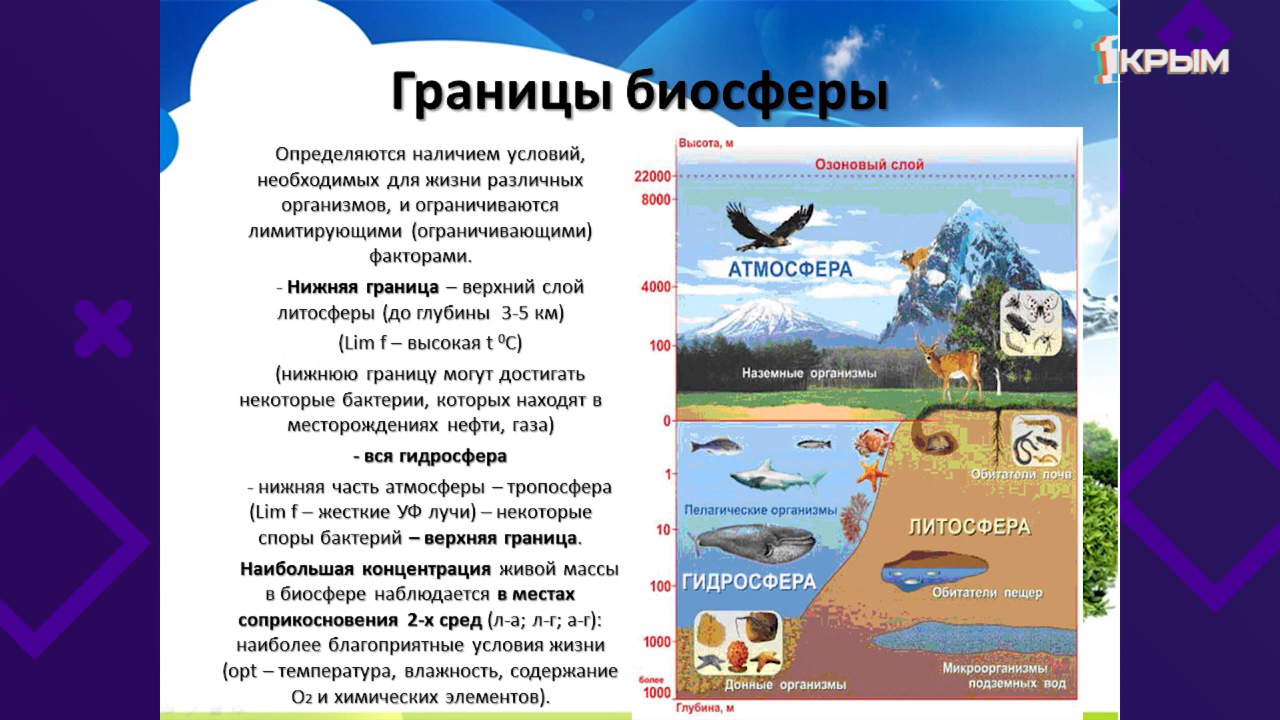 1КРЫМ
Границы биосферы
Определяются наличием условий,
необходимых для жизни различных
организмов, и ограничиваются
лимитирующими (ограничивающими)
факторами.
- Нижняя граница – верхний слой
литосферы (до глубины 3-5 км)
(Lim f – высокая t ⁰C)
(нижнюю границу могут достигать
некоторые бактерии, которых находят в
месторождениях нефти, газа)
- вся гидросфера
- нижняя часть атмосферы – тропосфера
(Lim f – жесткие УФ лучи) – некоторые
споры бактерий – верхняя граница.
Наибольшая концентрация живой массы
в биосфере наблюдается в местах
соприкосновения 2-х сред (л-а; л-г; а-г):
наиболее благоприятные условия жизни
(opt – температура, влажность, содержание
O₂ и химических элементов).
Высота, м
Озоновый слой
22000
8000
АТМОСФЕРА
4000
100
Наземные организмы
0
1
Обитатели почв
Пелагические организмы
10
ЛИТОСФЕРА
ГИДРОСФЕРА
100
Обитатели пещер
1000
Микроорганизмы
подземных вод
более
1000
Донные организмы
Глубина, м